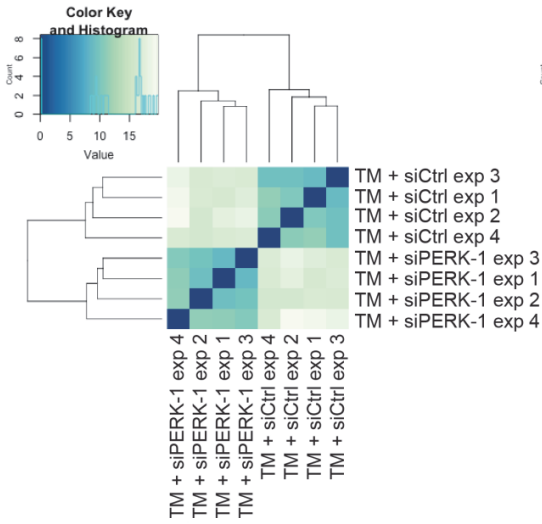 Color Key
and Histogram
Count
0 2 4 6 8
0 5 10 15
Value
TM + siCtrl exp 3
TM + siCtrl exp 1
TM + siCtrl exp 2
TM + siCtrl exp 4
TM + siPERK-1 exp 3
TM + siPERK-1 exp 1
TM + siPERK-1 exp 2
TM + siPERK-1 exp 4
TM + siPERK-1 exp 4
TM + siPERK-1 exp 2
TM + siPERK-1 exp 1
TM + siPERK-1 exp 3
TM + siCtrl exp 4
TM + siCtrl exp 2
TM + siCtrl exp 1
TM + siCtrl exp 3